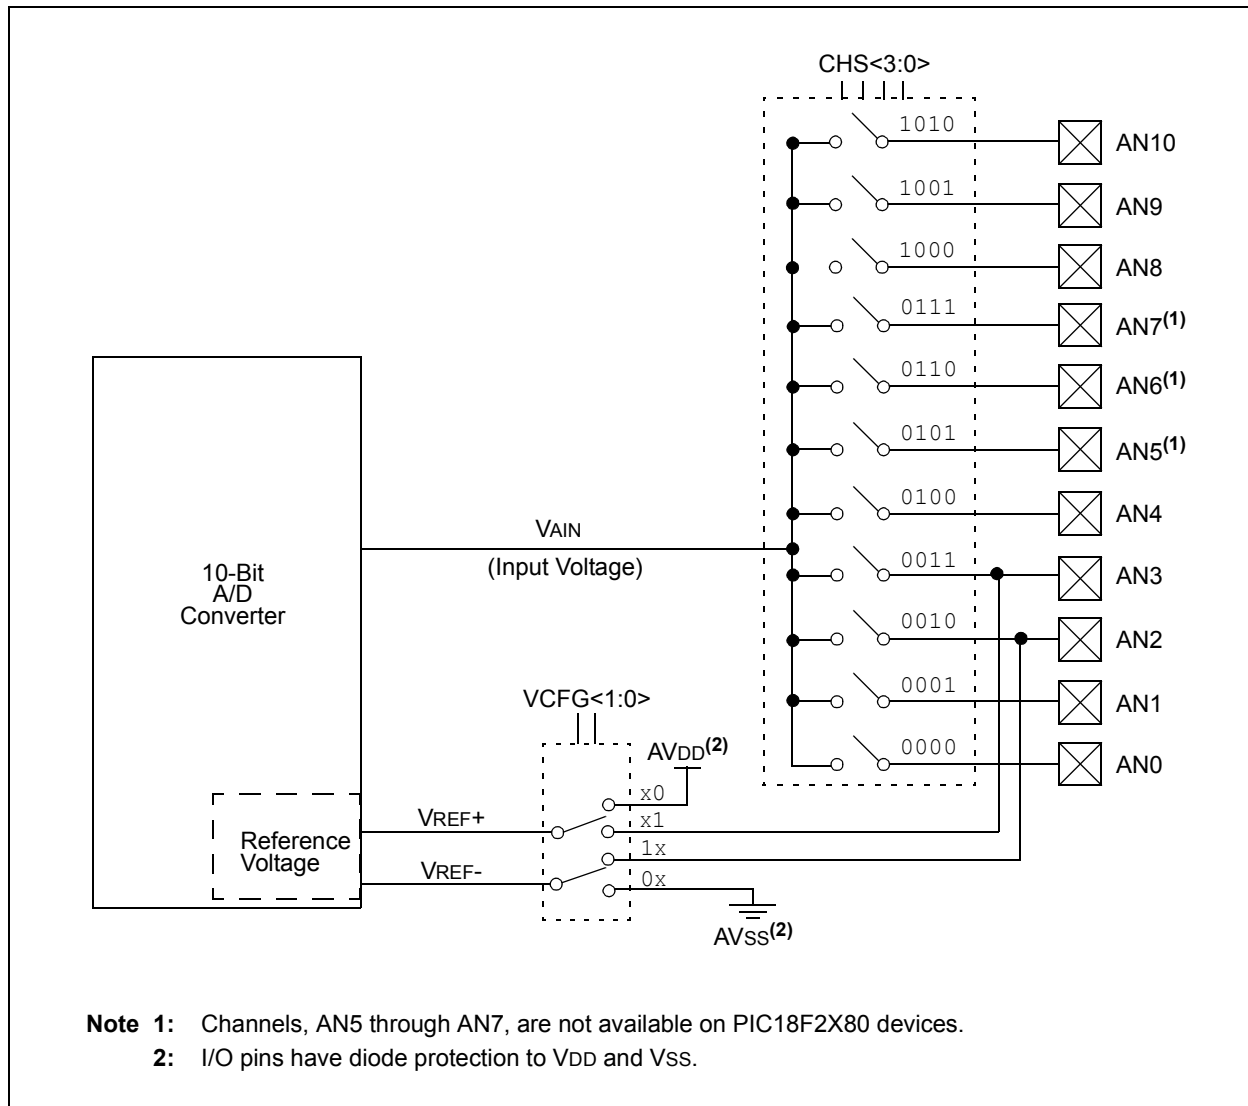 CHS<3:0>
1010
AN10
1001
AN9
1000
AN8
0111
AN7(1)
0110
AN6(1)
0101
AN5(1)
0100
AN4
VAIN
(Input Voltage)
0011
AN3
10-Bit
A/D
Converter
0010
AN2
0001
AN1
VCFG<1:0>
0000
AN0
AVDD(2)
x0
VREF+
x1
Reference
Voltage
1x
VREF-
0x
AVSS(2)
Note 1: Channels, AN5 through AN7, are not available on PIC18F2X80 devices.
2: I/O pins have diode protection to VDD and VSS.